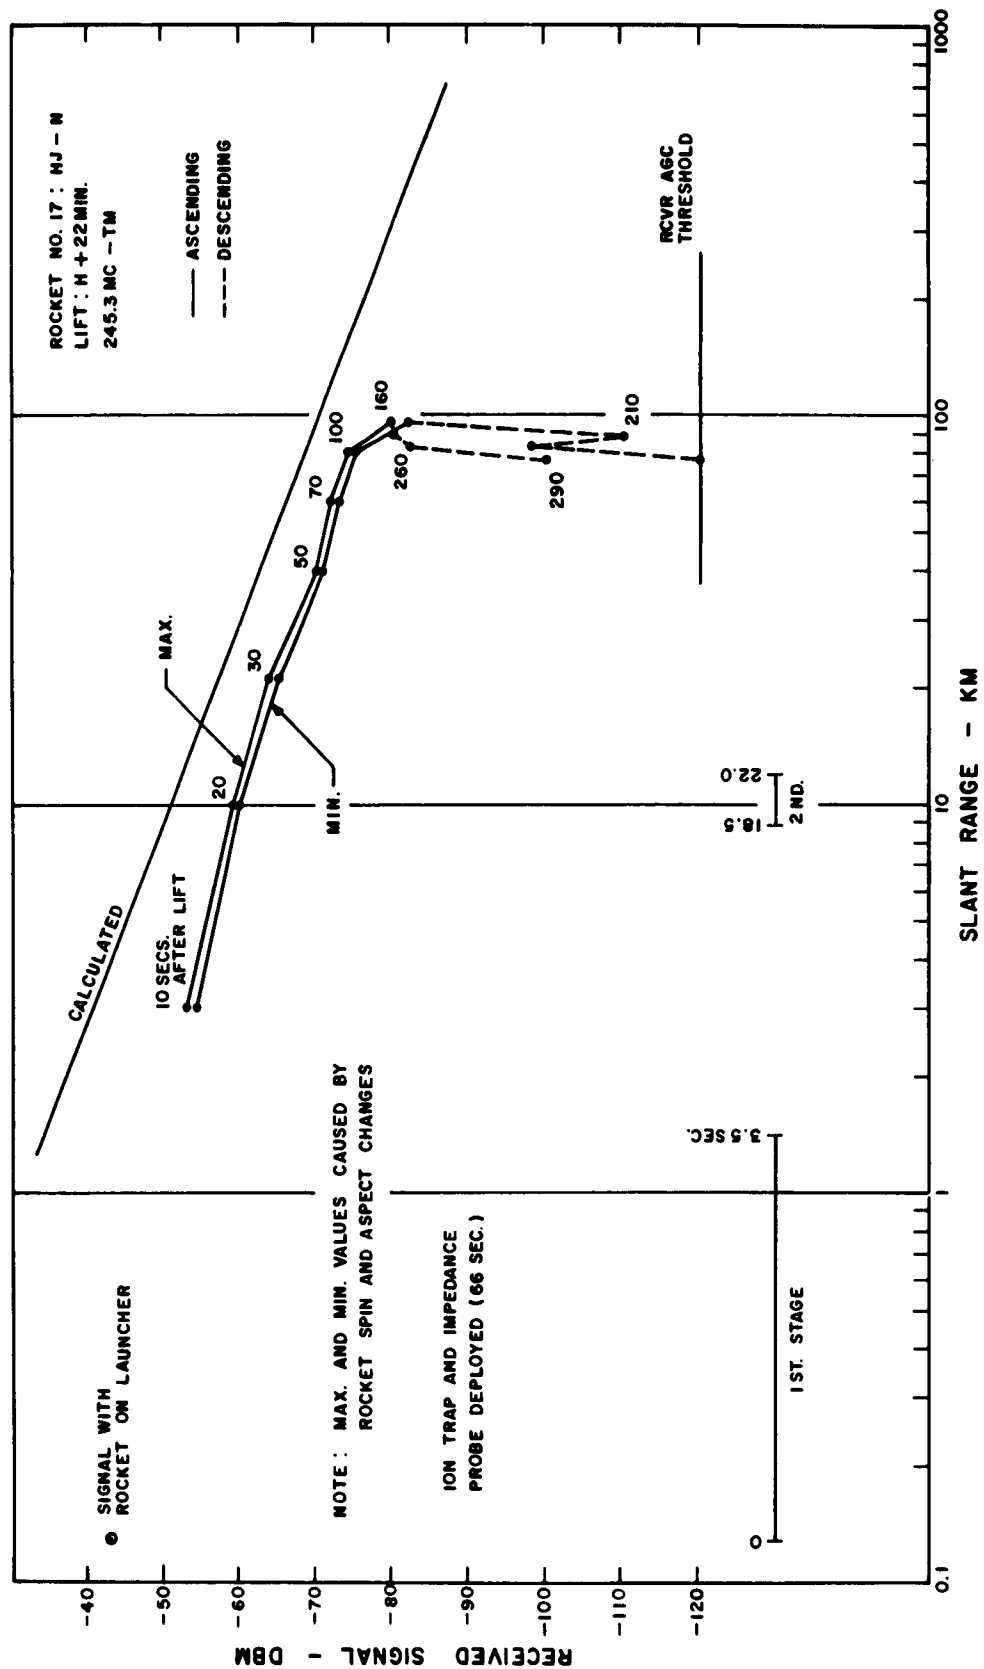 ROCKET NO. 17 : HJ - N
LIFT : H + 22 MIN.
245.3 MC - TM
ASCENDING
DESCENDING
CALCULATED
MAX.
MIN.
10 SECS.
AFTER LIFT
20
30
50
70
100
160
260
290
210
SIGNAL WITH
ROCKET ON LAUNCHER
NOTE : MAX. AND MIN. VALUES CAUSED BY
ROCKET SPIN AND ASPECT CHANGES
ION TRAP AND IMPEDANCE
PROBE DEPLOYED (66 SEC.)
RCVR AGC
THRESHOLD
0
3.5 SEC.
1 ST. STAGE
18.5
22.0
2 ND.
RECEIVED SIGNAL - DBM
-40
-50
-60
-70
-80
-90
-100
-110
-120
0.1
1
10
100
1000
SLANT RANGE - KM